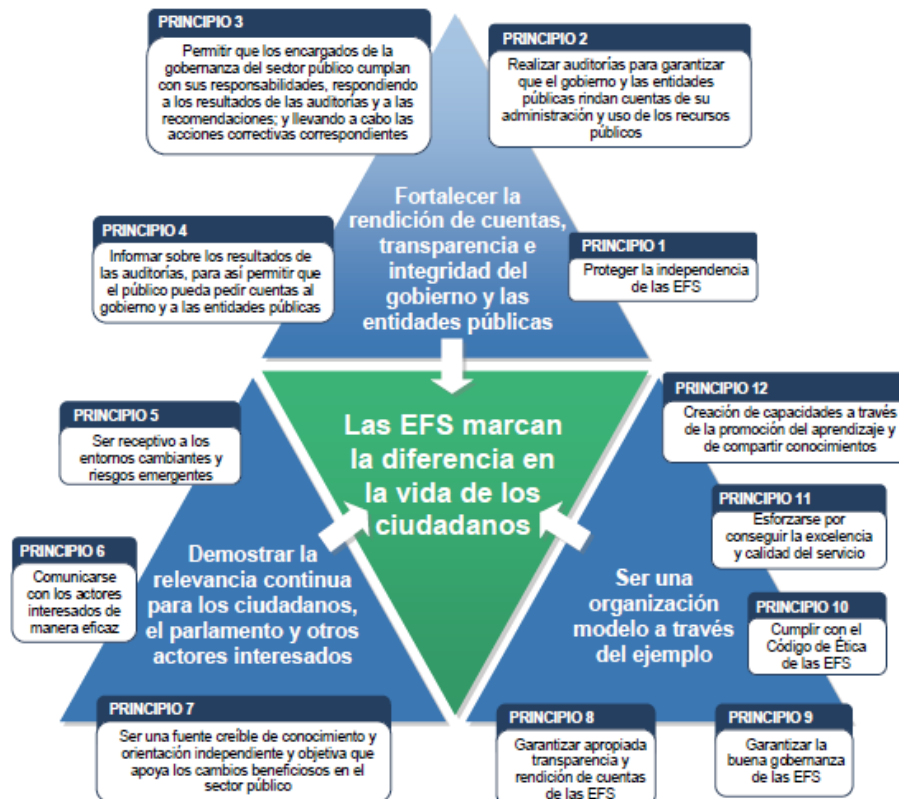 PRINCIPIO 3
Permitir que los encargados de la
gobernanza del sector público cumplan
con sus responsabilidades, respondiendo
a los resultados de las auditorías y a las
recomendaciones; y llevando a cabo las
acciones correctivas correspondientes
PRINCIPIO 2
Realizar auditorías para garantizar
que el gobierno y las entidades
públicas rindan cuentas de su
administración y uso de los recursos
públicos
Fortalecer la
rendición de cuentas,
transparencia e
integridad del
gobierno y las
entidades públicas
PRINCIPIO 4
Informar sobre los resultados de
las auditorías, para así permitir que
el público pueda pedir cuentas al
gobierno y a las entidades públicas
PRINCIPIO 1
Proteger la independencia
de las EFS
PRINCIPIO 12
Creación de capacidades a través
de la promoción del aprendizaje y
de compartir conocimientos
PRINCIPIO 5
Ser receptivo a los
entornos cambiantes y
riesgos emergentes
Las EFS marcan
la diferencia en
la vida de los
ciudadanos
PRINCIPIO 11
Esforzarse por
conseguir la excelencia
y calidad del servicio
PRINCIPIO 6
Comunicarse
con los actores
interesados de
manera eficaz
Demostrar la
relevancia continua
para los ciudadanos,
el parlamento y otros
actores interesados
Ser una
organización
modelo a través
del ejemplo
PRINCIPIO 10
Cumplir con el
Código de Ética
de las EFS
PRINCIPIO 7
Ser una fuente creíble de conocimiento y
orientación independiente y objetiva que
apoya los cambios beneficiosos en el
sector público
PRINCIPIO 8
Garantizar apropiada
transparencia y
rendición de cuentas
de las EFS
PRINCIPIO 9
Garantizar la
buena gobernanza
de las EFS